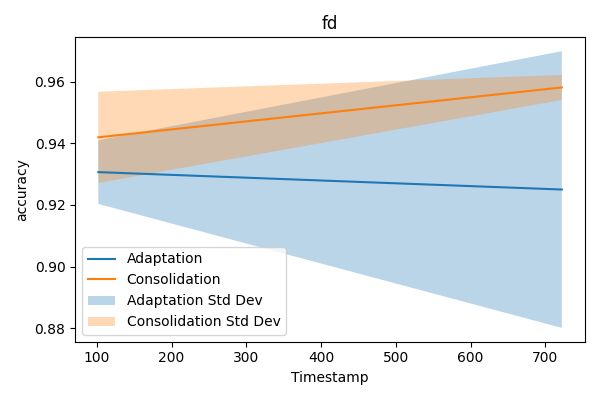 fd
accuracy
0.96
0.94
0.92
0.90
0.88
Adaptation
Consolidation
Adaptation Std Dev
Consolidation Std Dev
100 200 300 400 500 600 700
Timestamp